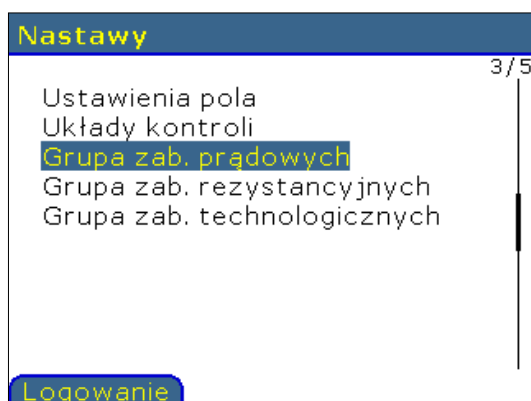 Nastawy
3/5
Ustawienia pola
Układy kontroli
Grupa zab. prądowych
Grupa zab. rezystancyjnych
Grupa zab. technologicznych
Logowanie